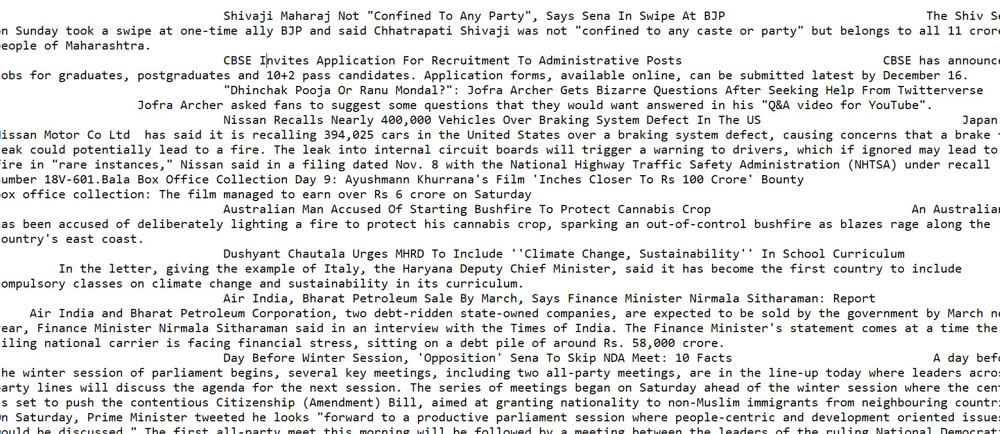 Shivaji Maharaj Not "Confined To Any Party", Says Sena In Swipe At BJP The Shiv
on Sunday took a swipe at one-time ally BJP and said Chhatrapati Shivaji was not "confined to any caste or party" but belongs to all 11 crore
people of Maharashtra.
CBSE Invites Application For Recruitment To Administrative Posts CBSE has
jobs for graduates, postgraduates and 10+2 pass candidates. Application forms, available online, can be submitted latest by December 16.
"Dhinchak Pooja Or Ranu Mondal?": Jofra Archer Gets Bizarre Questions After Seeking Help From Twitterverse
Jofra Archer asked fans to suggest some questions that they would want answered in his "Q&A video for YouTube".
Nissan Recalls Nearly 400,000 Vehicles Over Braking System Defect In The US Japan
Nissan Motor Co Ltd has said it is recalling 394,025 cars in the United States over a braking system defect, causing concerns that a brake
leak could potentially lead to a fire. The leak into internal circuit boards will trigger a warning to drivers, which if ignored may lead to
fire in "rare instances," Nissan said in a filing dated Nov. 8 with the National Highway Traffic Safety Administration (NHTSA) under recall
number 18V-601.Bala Box Office Collection Day 9: Ayushmann Khurrana's Film 'Inches Closer To Rs 100 Crore' Bounty
box office collection: The film managed to earn over Rs 6 crore on Saturday
Australian Man Accused Of Starting Bushfire To Protect Cannabis Crop An Australian
has been accused of deliberately lighting a fire to protect his cannabis crop, sparking an out-of-control bushfire as blazes rage along the
country's east coast.
Dushyant Chautala Urges MHRD To Include ''Climate Change, Sustainability'' In School Curriculum
In the letter, giving the example of Italy, the Haryana Deputy Chief Minister, said it has become the first country to include
compulsory classes on climate change and sustainability in its curriculum.
Air India, Bharat Petroleum Sale By March, Says Finance Minister Nirmala Sitharaman: Report
Air India and Bharat Petroleum Corporation, two debt-ridden state-owned companies, are expected to be sold by the government by March
year, Finance Minister Nirmala Sitharaman said in an interview with the Times of India. The Finance Minister's statement comes at a time the
ailing national carrier is facing financial stress, sitting on a debt pile of around Rs. 58,000 crore.
Day Before Winter Session, 'Opposition' Sena To Skip NDA Meet: 10 Facts A day
the winter session of parliament begins, several key meetings, including two all-party meetings, are in the line-up today where leaders
party lines will discuss the agenda for the next session. The series of meetings began on Saturday ahead of the winter session where the
is set to push the contentious Citizenship (Amendment) Bill, aimed at granting nationality to non-Muslim immigrants from neighbouring
On Saturday, Prime Minister tweeted he looks "forward to a productive parliament session where people-centric and development oriented issues
would be discussed." The first all-party meet this morning will be followed by a meeting between the leaders of the ruling National